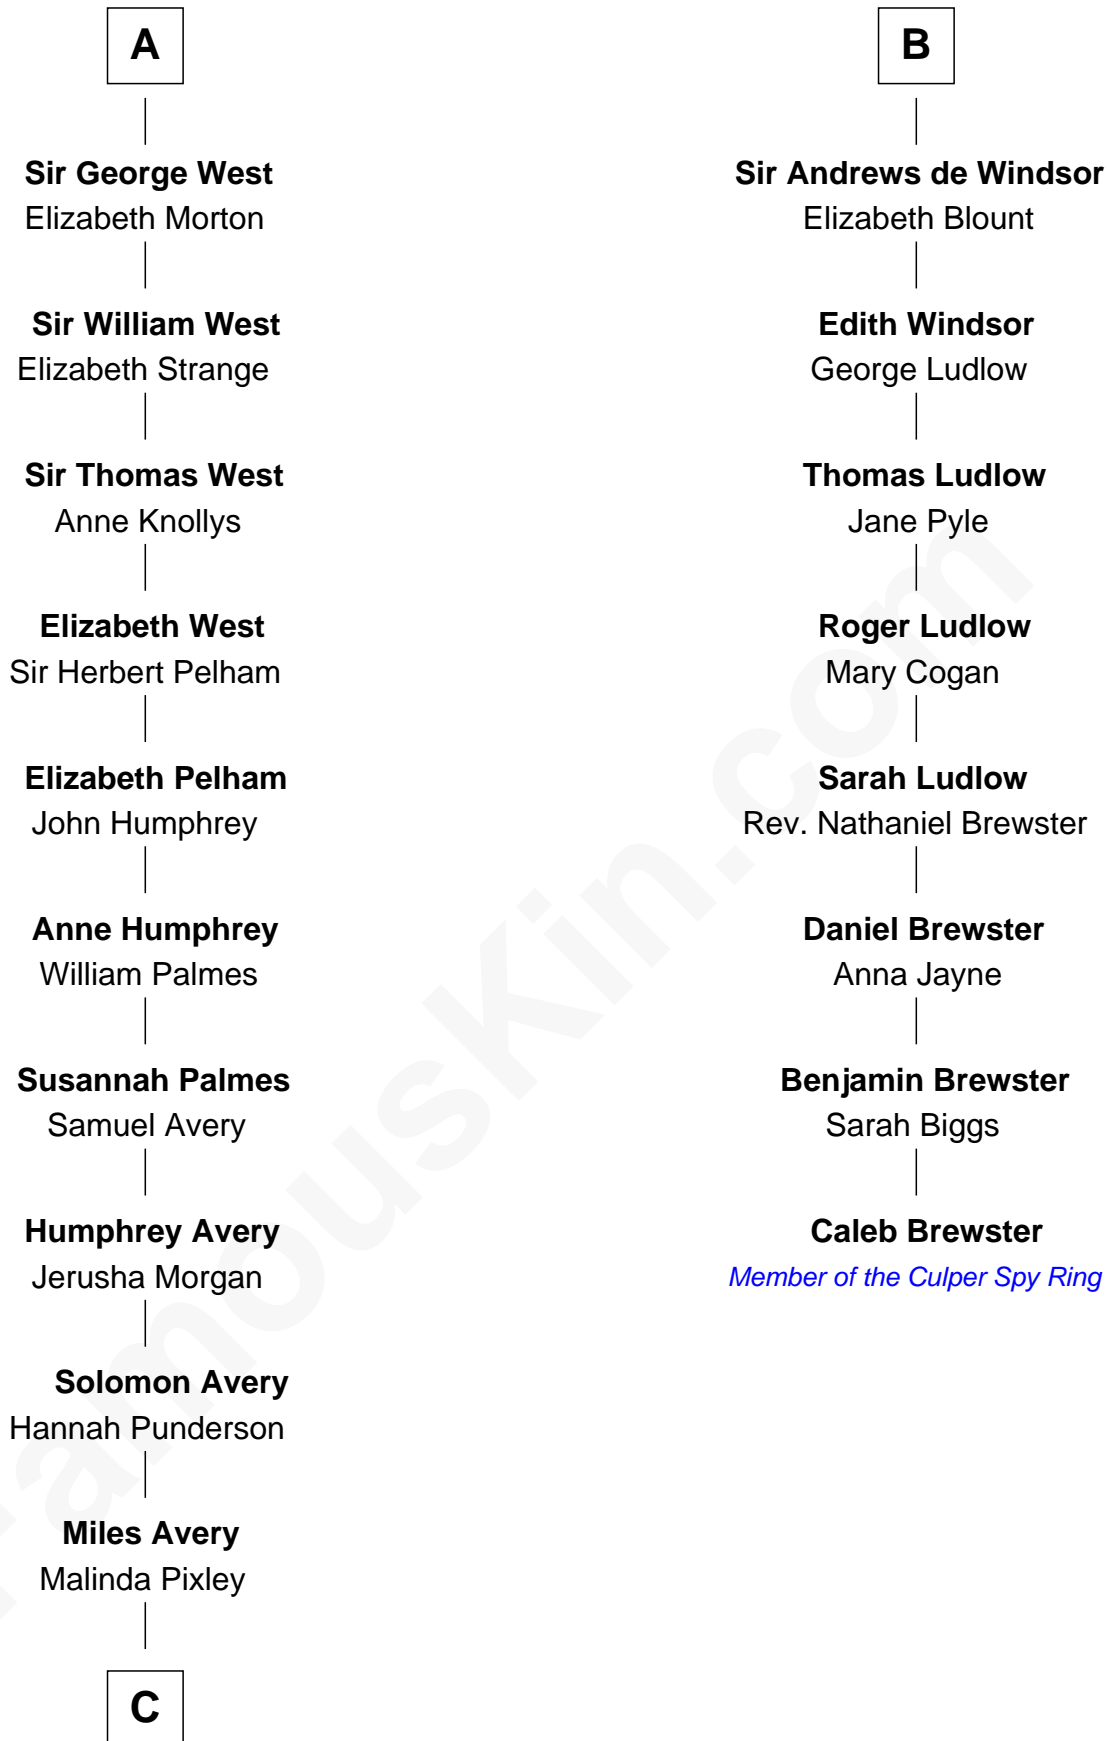 A
Sir George West
Elizabeth Morton
Sir William West
Elizabeth Strange
Sir Thomas West
Anne Knollys
Elizabeth West
Sir Herbert Pelham
Elizabeth Pelham
John Humphrey
Anne Humphrey
William Palmes
Susannah Palmes
Samuel Avery
Humphrey Avery
Jerusha Morgan
Solomon Avery
Hannah Punderson
Miles Avery
Malinda Pixley
C
B
Sir Andrews de Windsor
Elizabeth Blount
Edith Windsor
George Ludlow
Thomas Ludlow
Jane Pyle
Roger Ludlow
Mary Cogan
Sarah Ludlow
Rev. Nathaniel Brewster
Daniel Brewster
Anna Jayne
Benjamin Brewster
Sarah Biggs
Caleb Brewster
Member of the Culper Spy Ring
FamousKin.com